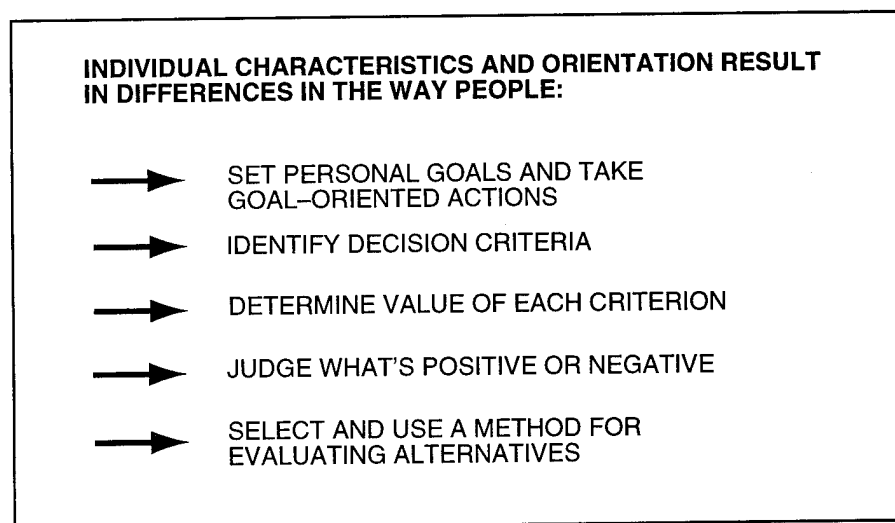 INDIVIDUAL CHARACTERISTICS AND ORIENTATION RESULT
IN DIFFERENCES IN THE WAY PEOPLE:
SET PERSONAL GOALS AND TAKE
GOAL–ORIENTED ACTIONS
IDENTIFY DECISION CRITERIA
DETERMINE VALUE OF EACH CRITERION
JUDGE WHAT'S POSITIVE OR NEGATIVE
SELECT AND USE A METHOD FOR
EVALUATING ALTERNATIVES